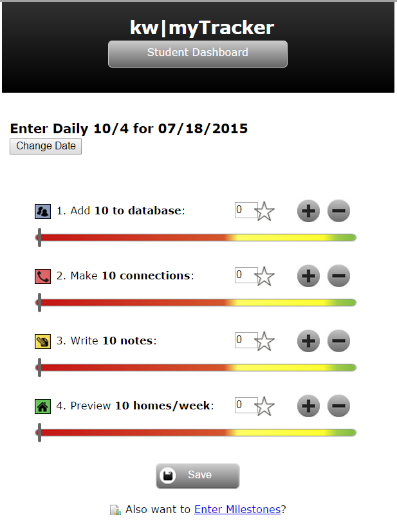 kw|myTracker
Student Dashboard
Enter Daily 10/4 for 07/18/2015
Change Date
1. Add 10 to database: 0
2. Make 10 connections: 0
3. Write 10 notes: 0
4. Preview 10 homes/week: 0
Save
Also want to Enter Milestones?